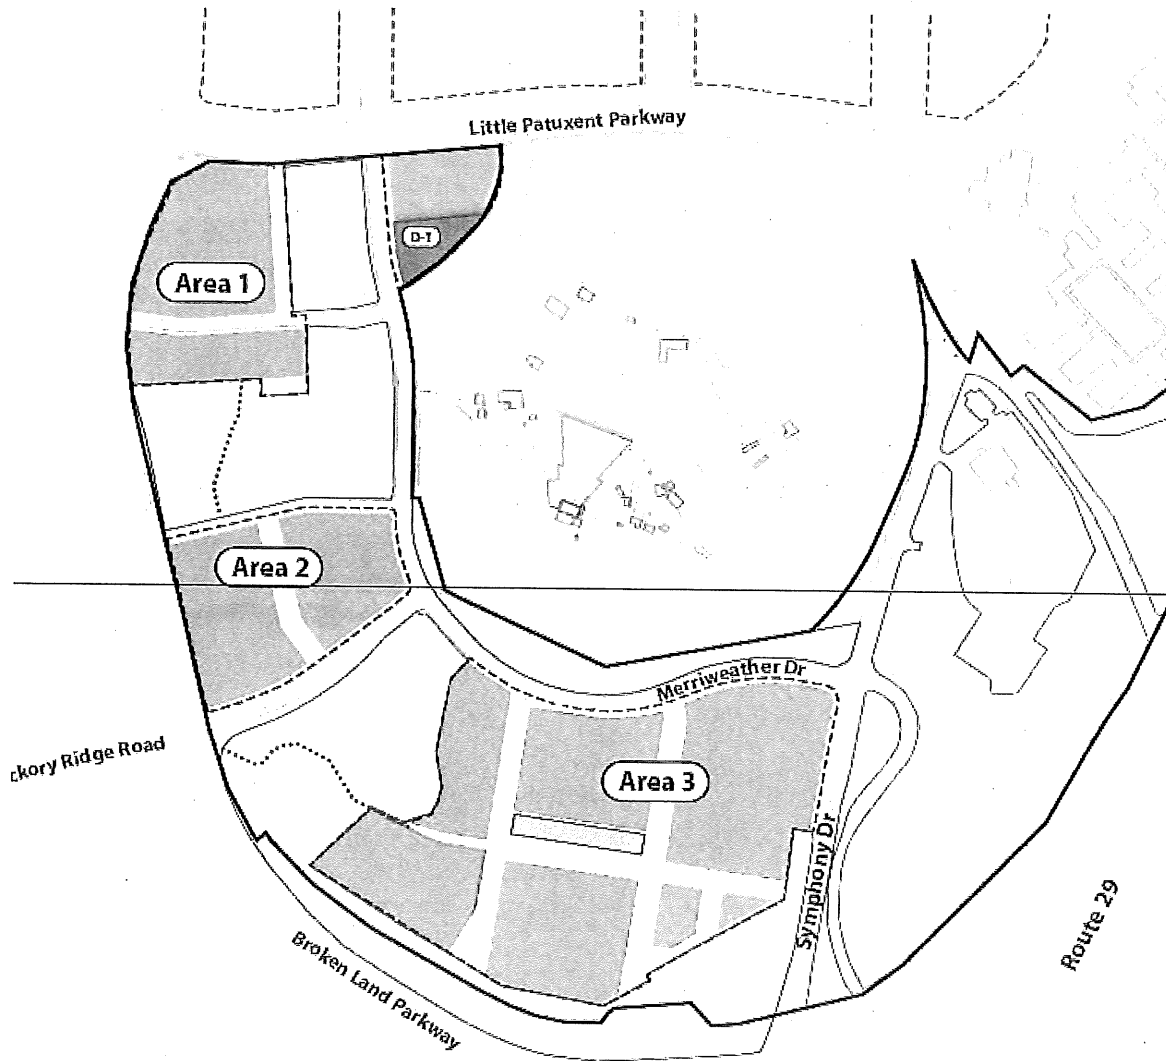 Little Patuxent Parkway
D-1
Area 1
Area 2
Merriweather Dr
ckory Ridge Road
Area 3
Symphony Dr
Route 29
Broken Land Parkway